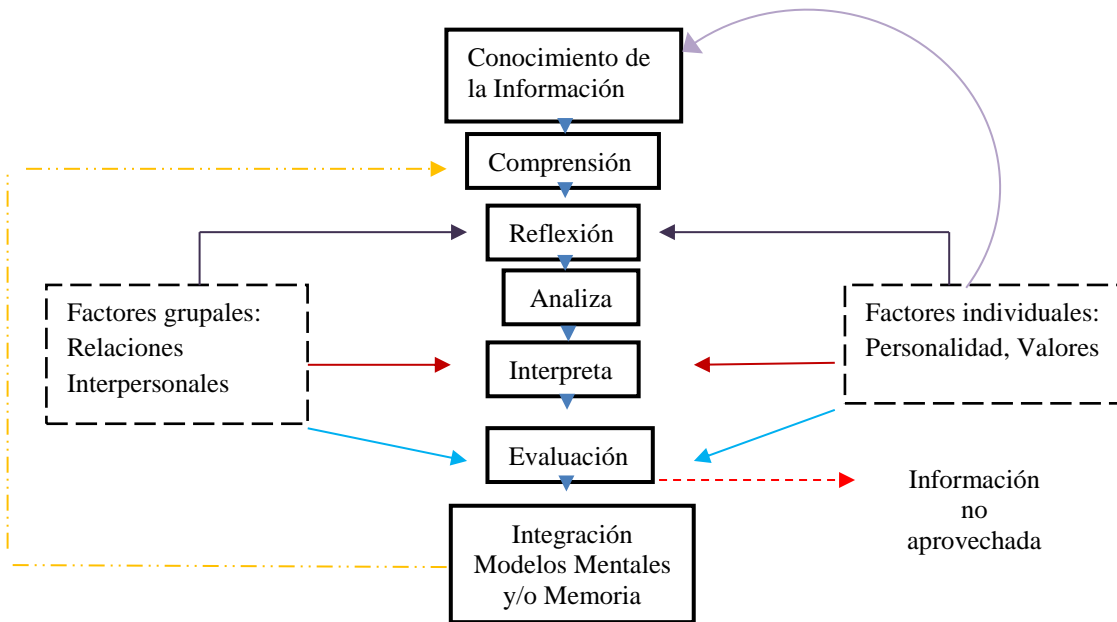 Conocimiento de
la Información
Comprensión
Reflexión
Analiza
Factores grupales:
Relaciones
Interpersonales
Factores individuales:
Personalidad, Valores
Interpreta
Evaluación
Información
no
aprovechada
Integración
Modelos Mentales
y/o Memoria